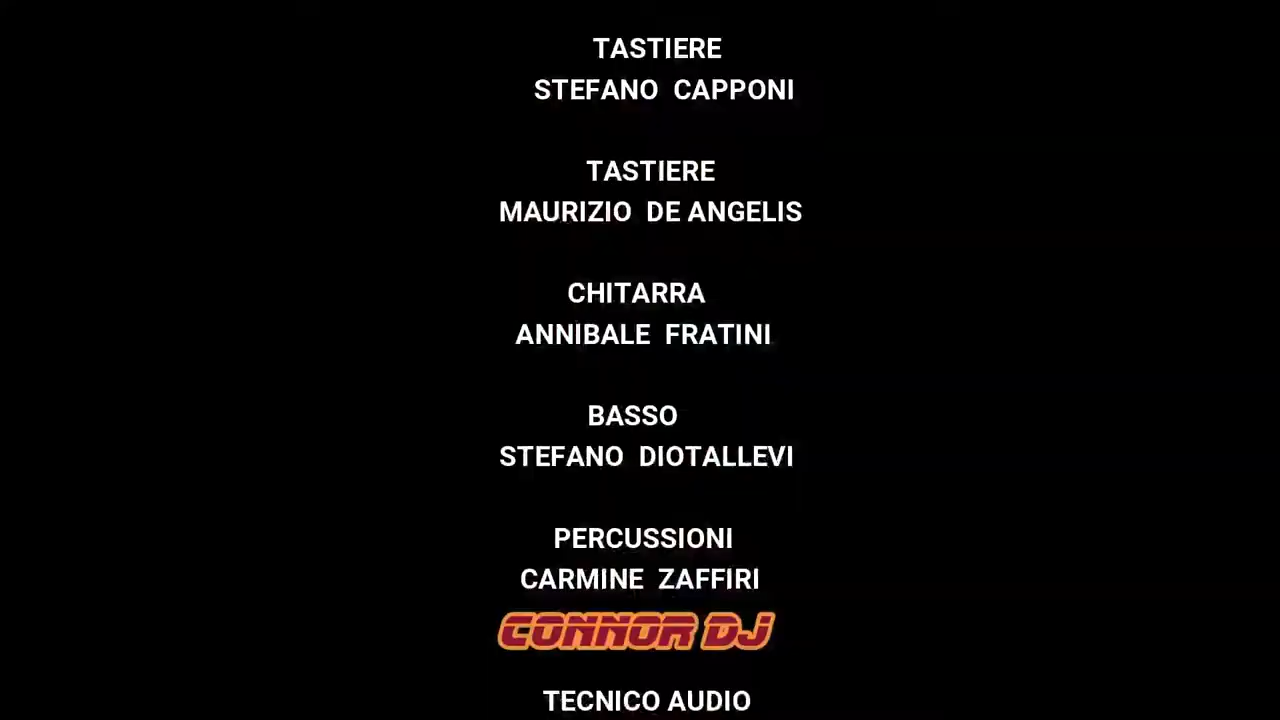 TASTIERE
STEFANO CAPPONI
TASTIERE
MAURIZIO DE ANGELIS
CHITARRA
ANNIBALE FRATINI
BASSO
STEFANO DIOTALLEVI
PERCUSSIONI
CARMINE ZAFFIRI
CONNOR DJ
TECNICO AUDIO